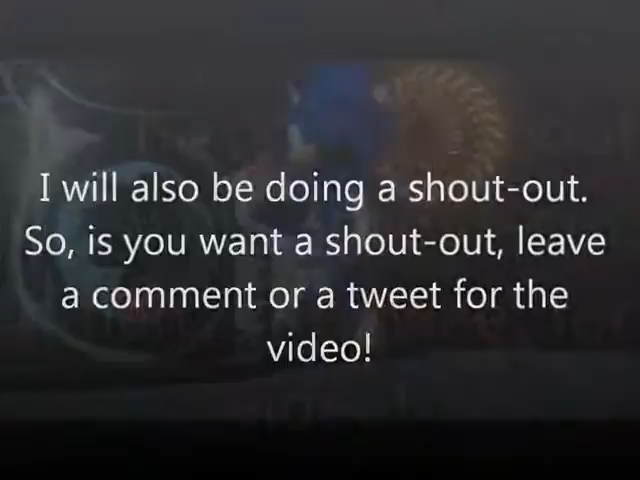 I will also be doing a shout-out.
So, is you want a shout-out, leave
a comment or a tweet for the
video!